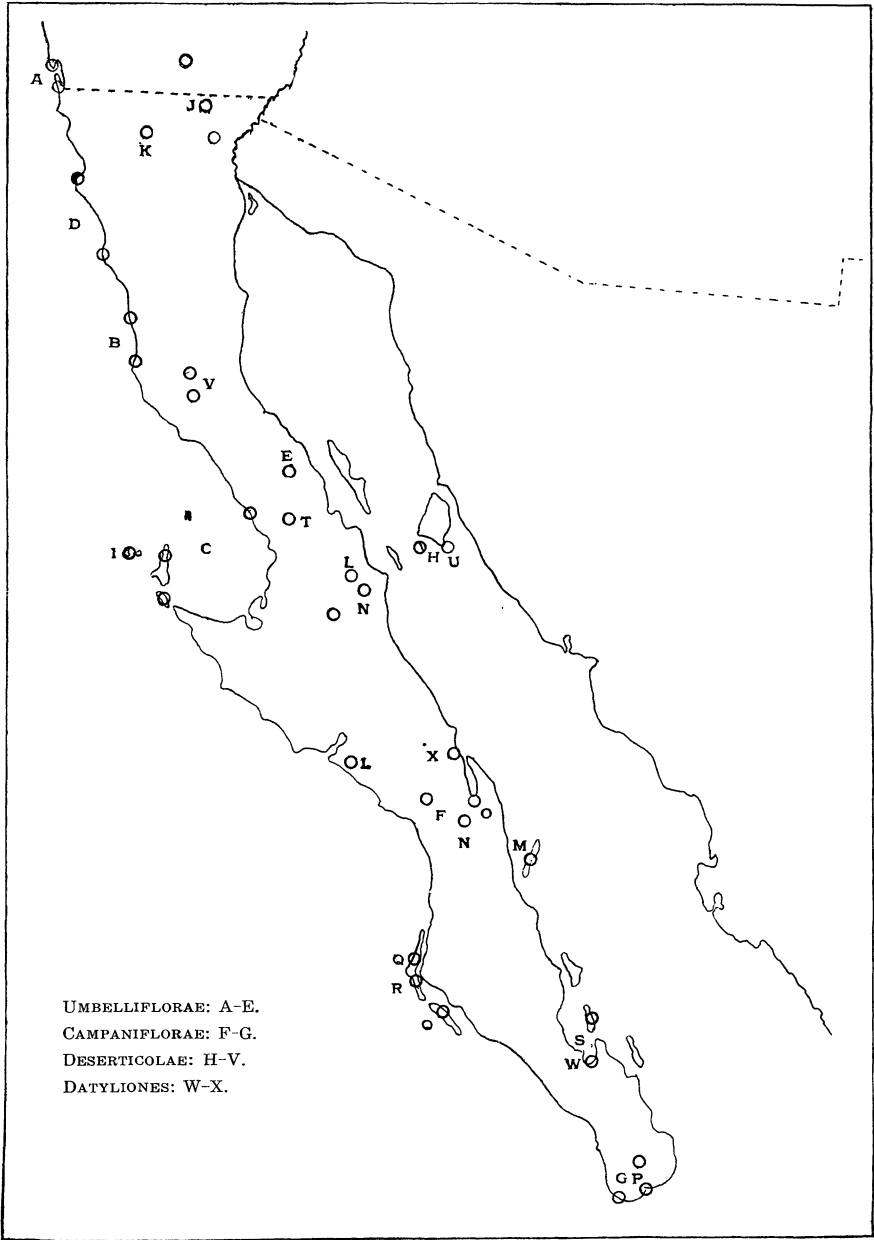 A
J
K
D
B
V
E
T
C
I
H U
L
N
X
L
F
O
N
M
Q
R
O
S
W
G P
UMBELLIFLORAE: A–E.
CAMPANIFLORAE: F–G.
DESERTICOLAE: H–V.
DATYLIONES: W–X.